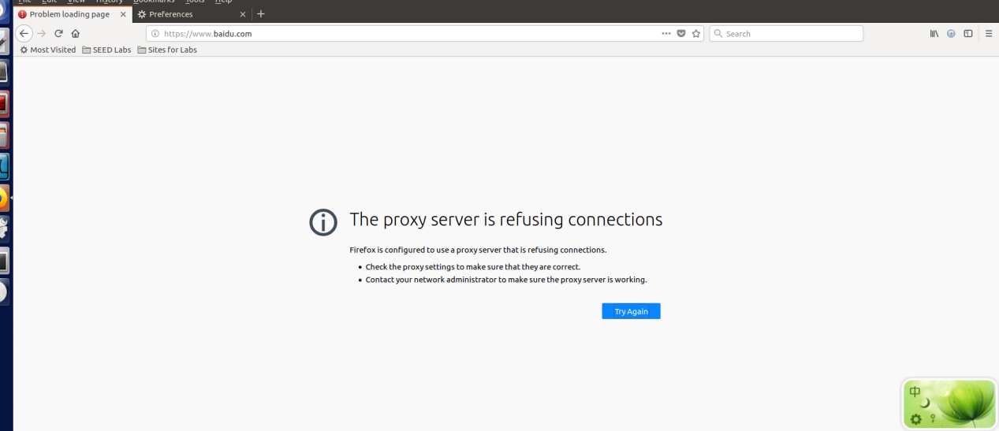 File Edit View History Bookmarks Tools Help
Problem loading page
Preferences
https://www.baidu.com
Search
Most Visited SEED Labs Sites for Labs
The proxy server is refusing connections
Firefox is configured to use a proxy server that is refusing connections.
Check the proxy settings to make sure that they are correct.
Contact your network administrator to make sure the proxy server is working.
Try Again
中